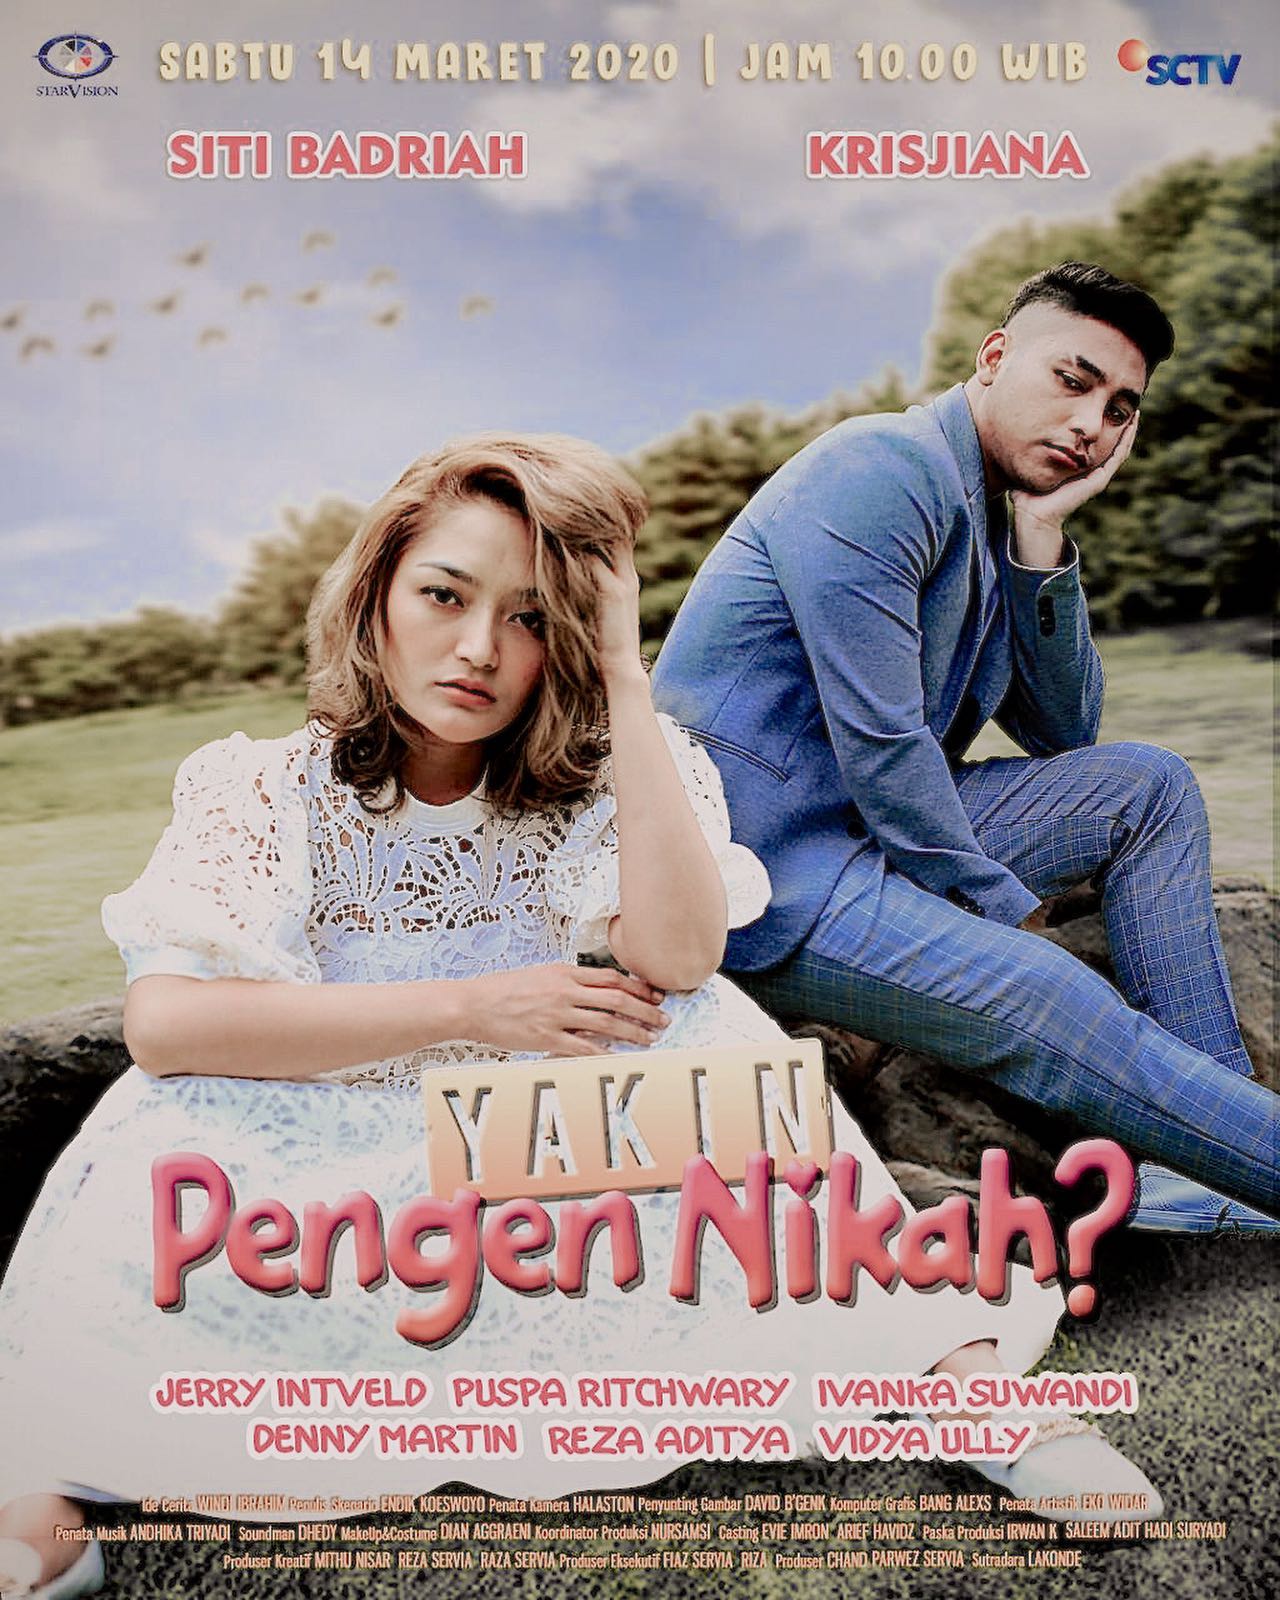 STARVISION
SABTU 14 MARET 2020 | JAM 10.00 WIB
SCTV
SITI BADRIAH KRISJIANA
YAKIN
Pengen Nikah?
JERRY INTVELD PUSPA RITCHWARY IVANKA SUWANDI
DENNY MARTIN REZA ADITYA VIDYA ULLY
Ide Cerita WINDI IBRAHIM Penulis Skenario ENDIK KOESWOYO Penata Kamera HALASTON Penyunting Gambar DAVID B'GENK Komputer Grafis BANG ALEXS Penata Artistik EKO WIDAR
Penata Musik ANDHIKA TRIYADI Soundman DHEDY MakeUp&Costume DIAN AGGRAENI Koordinator Produksi NURSAMSI Casting EVIE IMRON ARIEF HAVIDZ Paska Produksi IRWAN K SALEEM ADIT HADI SURYADI
Produser Kreatif MITHU NISAR REZA SERVIA RAZA SERVIA Produser Eksekutif FIAZ SERVIA RIZA Produser CHAND PARWEZ SERVIA Sutradara LAKONDE